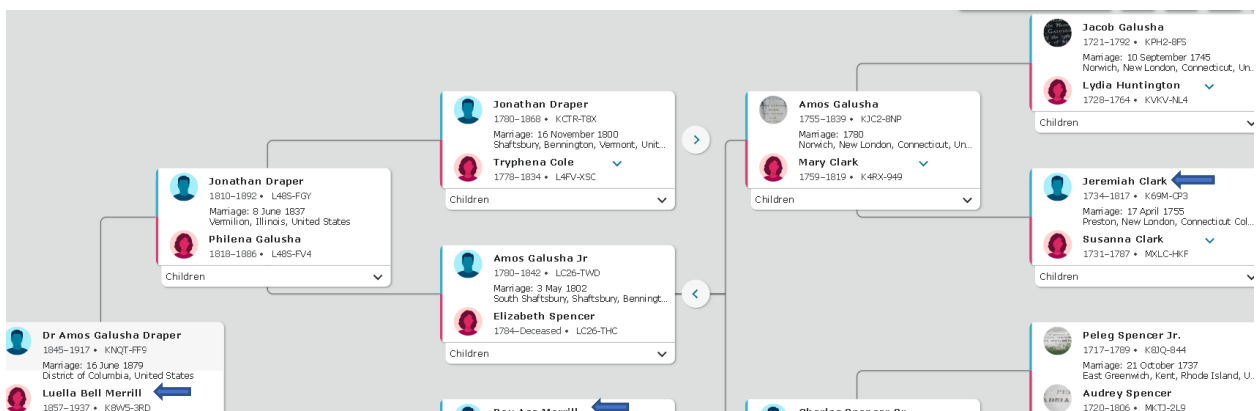 Jacob Galusha
1721–1792 • KPH2-8F5
Marriage: 10 September 1745
Norwich, New London, Connecticut, Un...
Lydia Huntington
1728–1764 • KVKV-NL4
Children
Jonathan Draper
1780–1868 • KCTR-T8X
Marriage: 16 November 1800
Shaftsbury, Bennington, Vermont, Unit...
Tryphena Cole
1778–1834 • L4FV-XSC
Children
Amos Galusha
1755–1839 • KJC2-8NP
Marriage: 1780
Norwich, New London, Connecticut, Un...
Mary Clark
1759–1819 • K4RX-949
Children
Jonathan Draper
1810–1892 • L48S-FGY
Marriage: 8 June 1837
Vermilion, Illinois, United States
Philena Galusha
1818–1886 • L48S-FV4
Children
Jeremiah Clark
1734–1817 • K69M-CP3
Marriage: 17 April 1755
Preston, New London, Connecticut Col...
Susanna Clark
1731–1787 • MXLC-HKF
Children
Amos Galusha Jr
1780–1842 • LC26-TWD
Marriage: 3 May 1802
South Shaftsbury, Shaftsbury, Benningt...
Elizabeth Spencer
1784–Deceased • LC26-THC
Children
Dr Amos Galusha Draper
1845–1917 • KNQT-FF9
Marriage: 16 June 1879
District of Columbia, United States
Luella Bell Merrill
1857–1937 • K8W5-3RD
Peleg Spencer Jr.
1717–1789 • K8JQ-844
Marriage: 21 October 1737
East Greenwich, Kent, Rhode Island, U...
Audrey Spencer
1720–1806 • MKTJ-2L9
Merrill
Charles Spencer Sr